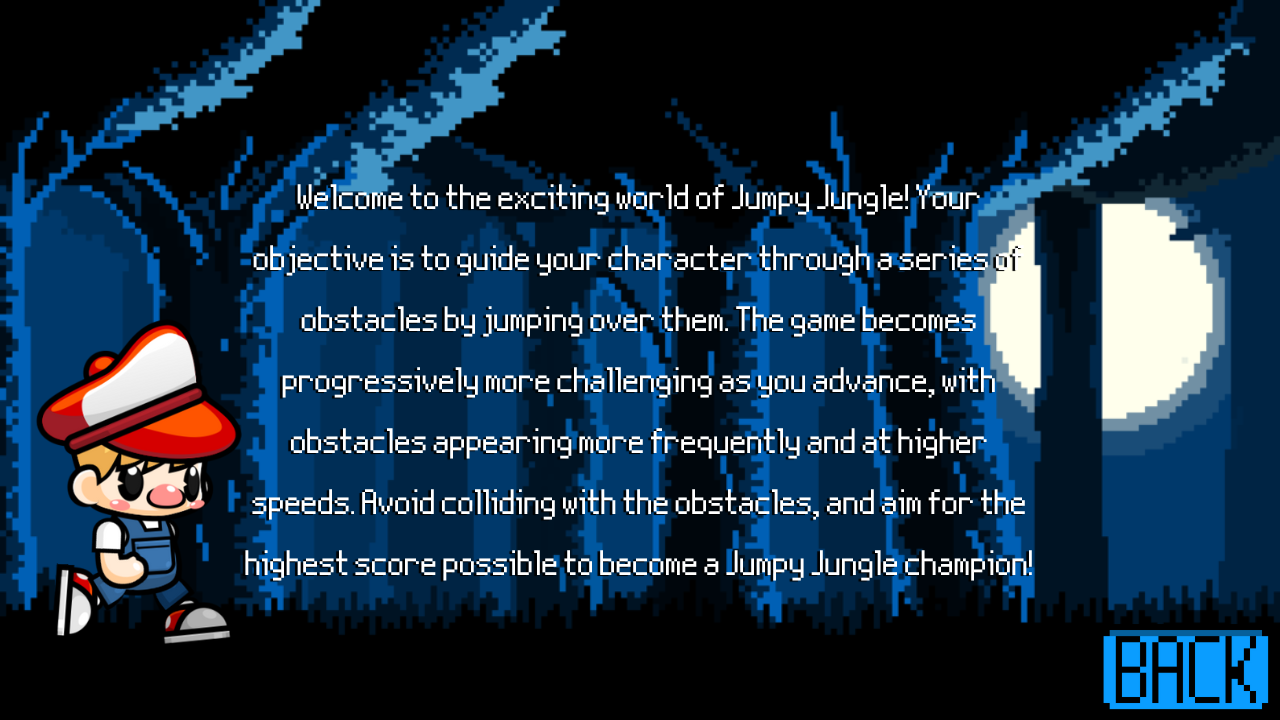 Welcome to the exciting world of Jumpy Jungle! Your
objective is to guide your character through a series of
obstacles by jumping over them. The game becomes
progressively more challenging as you advance, with
obstacles appearing more frequently and at higher
speeds. Avoid colliding with the obstacles, and aim for the
highest score possible to become a Jumpy Jungle champion!
BACK